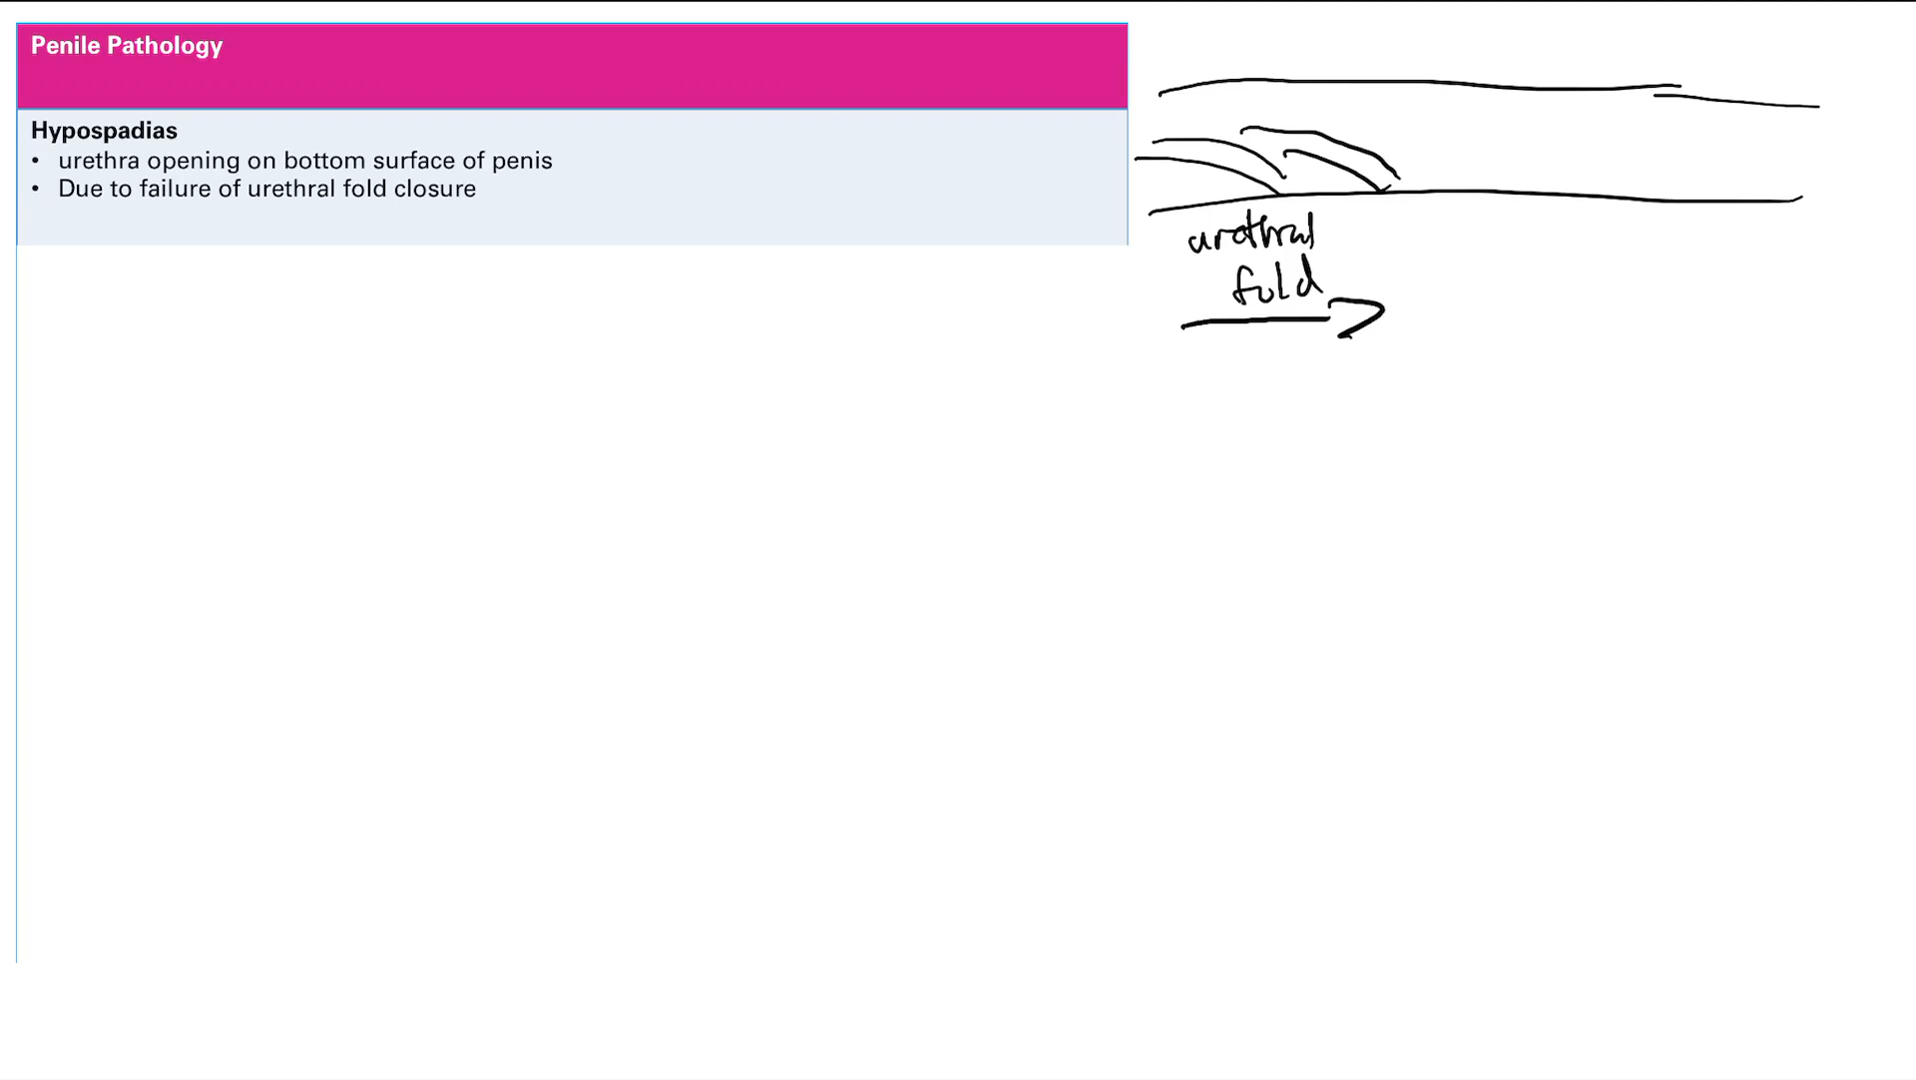 Penile Pathology
Hypospadias
• urethra opening on bottom surface of penis
• Due to failure of urethral fold closure
urethral
fold